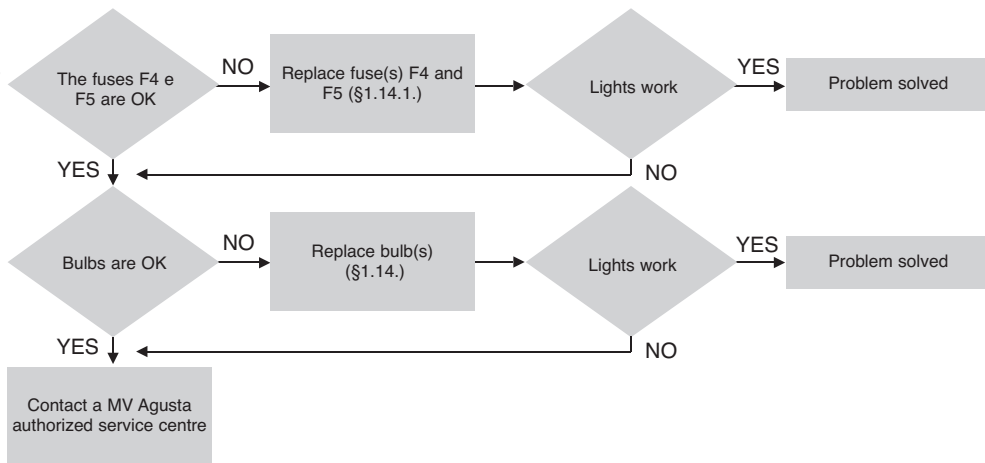 The fuses F4 e
F5 are OK
NO
Replace fuse(s) F4 and
F5 (§1.14.1.)
Lights work
YES
Problem solved
YES
NO
Bulbs are OK
NO
Replace bulb(s)
(§1.14.)
Lights work
YES
Problem solved
YES
NO
Contact a MV Agusta
authorized service centre